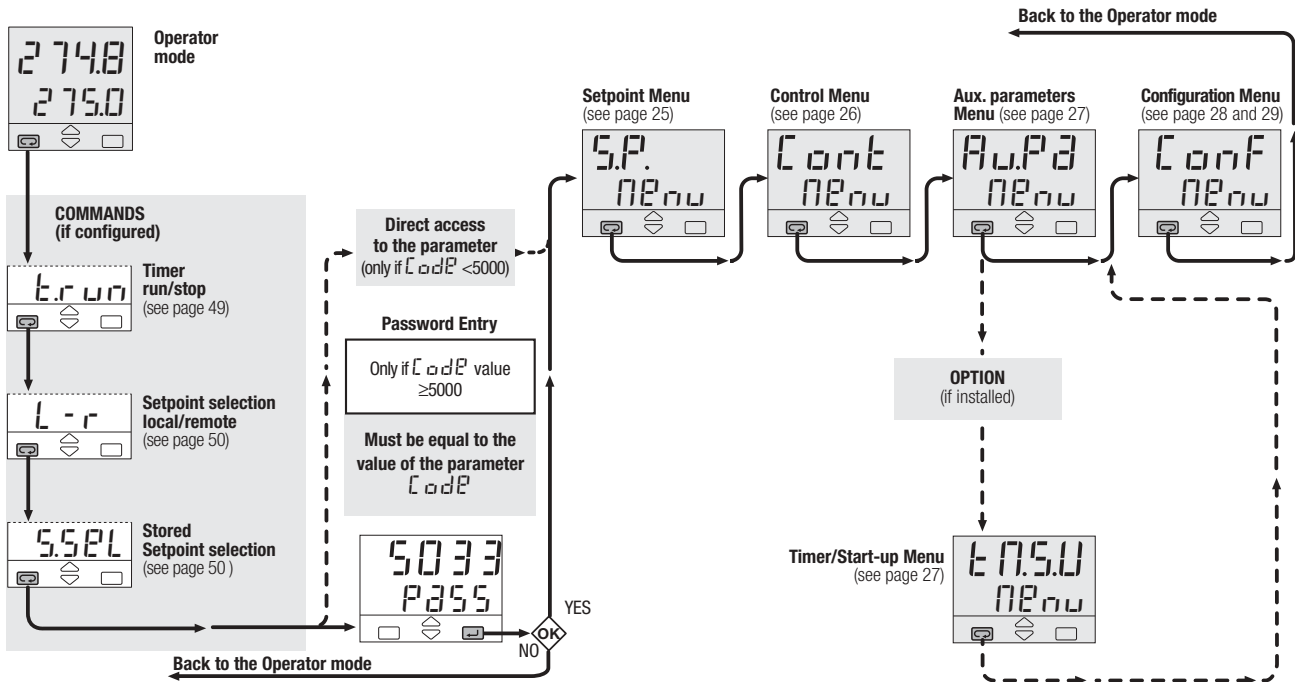 274.8
275.0
Operator
mode
COMMANDS
(if configured)
t.run
Timer
run/stop
(see page 49)
L-r
Setpoint selection
local/remote
(see page 50)
S.SEL
Stored
Setpoint selection
(see page 50 )
Direct access
to the parameter
(only if CodE <5000)
Password Entry
Only if CodE value
≥5000
Must be equal to the
value of the parameter
CodE
5033
PaSS
OK
YES
NO
Back to the Operator mode
Back to the Operator mode
Setpoint Menu
(see page 25)
S.P.
MEnu
Control Menu
(see page 26)
Cont
MEnu
Aux. parameters
Menu (see page 27)
Au.Pa
MEnu
Configuration Menu
(see page 28 and 29)
ConF
MEnu
OPTION
(if installed)
Timer/Start-up Menu
(see page 27)
tM.S.U
MEnu